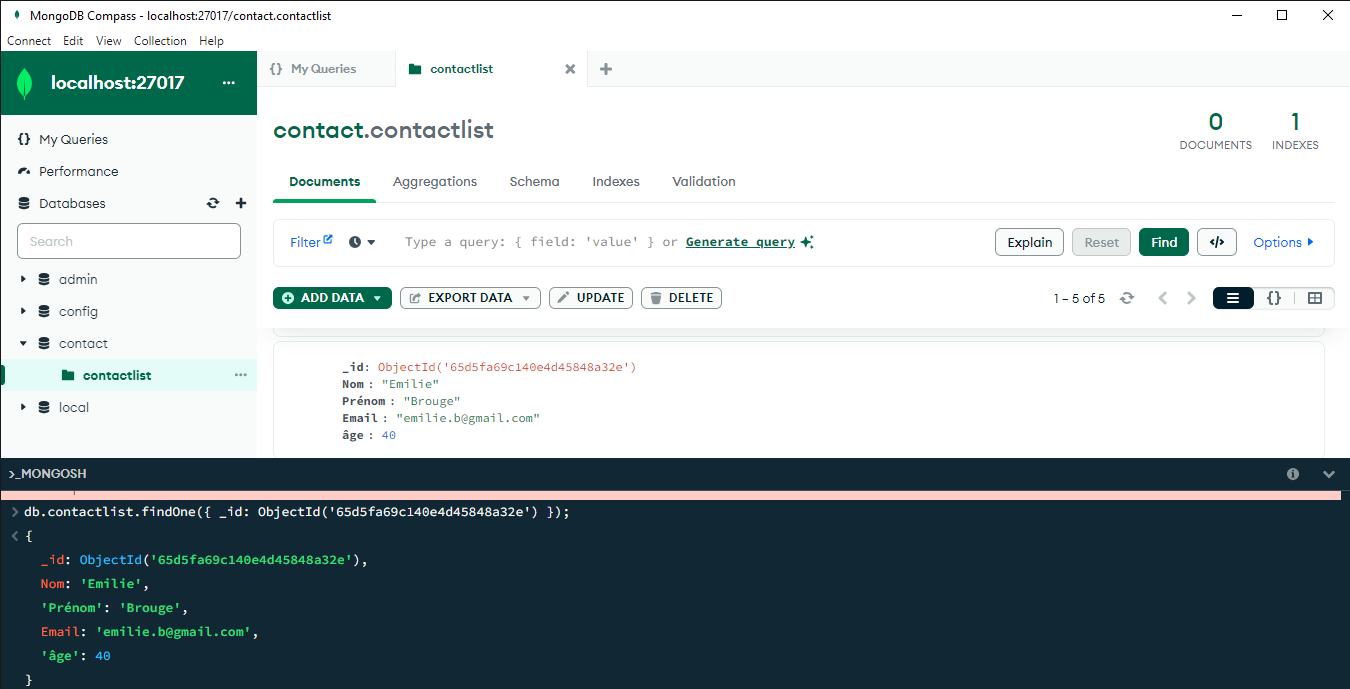 MongoDB Compass - localhost:27017/contact.contactlist
Connect Edit View Collection Help
localhost:27017 ...
{} My Queries
Performance
Databases
Search
admin
config
contact
contactlist ...
local
{} My Queries
contactlist
contact.contactlist
0
DOCUMENTS
1
INDEXES
Documents Aggregations Schema Indexes Validation
Filter Type a query: { field: 'value' } or Generate query Explain Reset Find </> Options
ADD DATA EXPORT DATA UPDATE DELETE 1 – 5 of 5 {}
_id: ObjectId('65d5fa69c140e4d45848a32e')
Nom : "Emilie"
Prénom : "Brouge"
Email : "emilie.b@gmail.com"
âge : 40
>_MONGOSH
> db.contactlist.findOne({ _id: ObjectId('65d5fa69c140e4d45848a32e') });
< {
_id: ObjectId('65d5fa69c140e4d45848a32e'),
Nom: 'Emilie',
'Prénom': 'Brouge',
Email: 'emilie.b@gmail.com',
'âge': 40
}